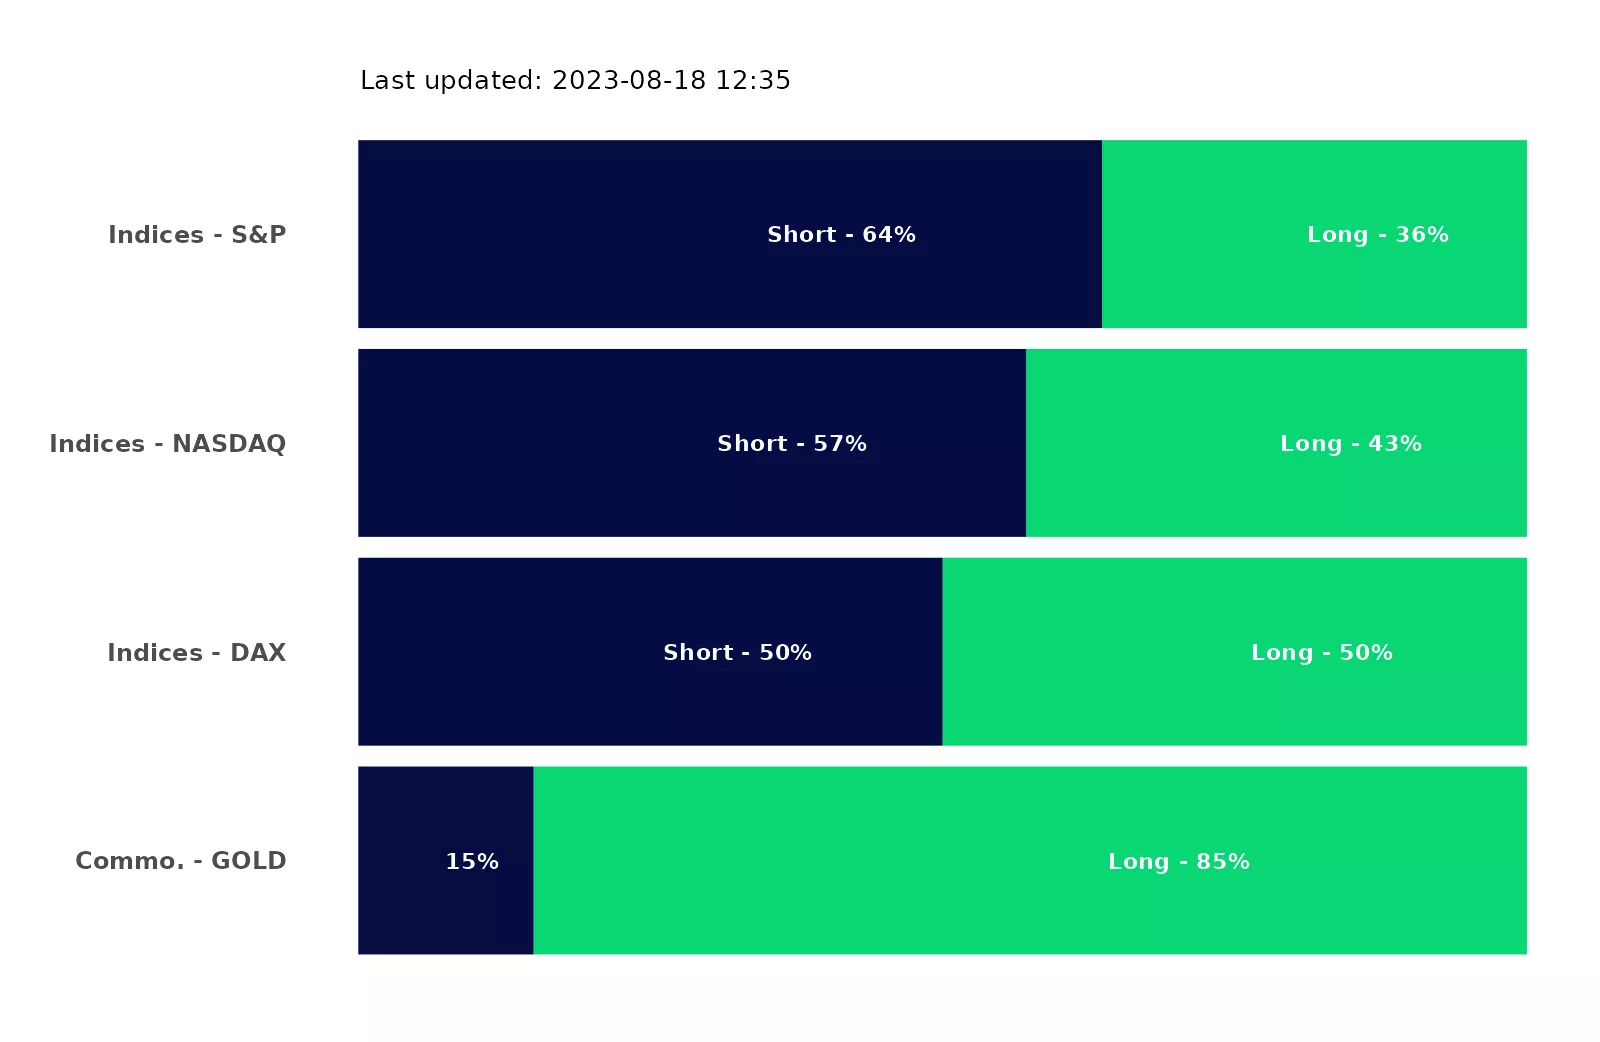 Last updated: 2023-08-18 12:35
Indices - S&P Short - 64% Long - 36%
Indices - NASDAQ Short - 57% Long - 43%
Indices - DAX Short - 50% Long - 50%
Commo. - GOLD 15% Long - 85%